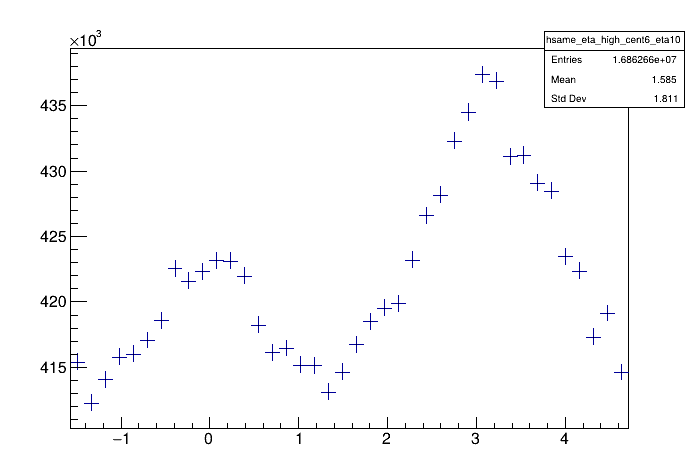 ×10³
hsame_eta_high_cent6_eta10
Entries 1.686266e+07
Mean 1.585
Std Dev 1.811
435
430
425
420
415
−1 0 1 2 3 4